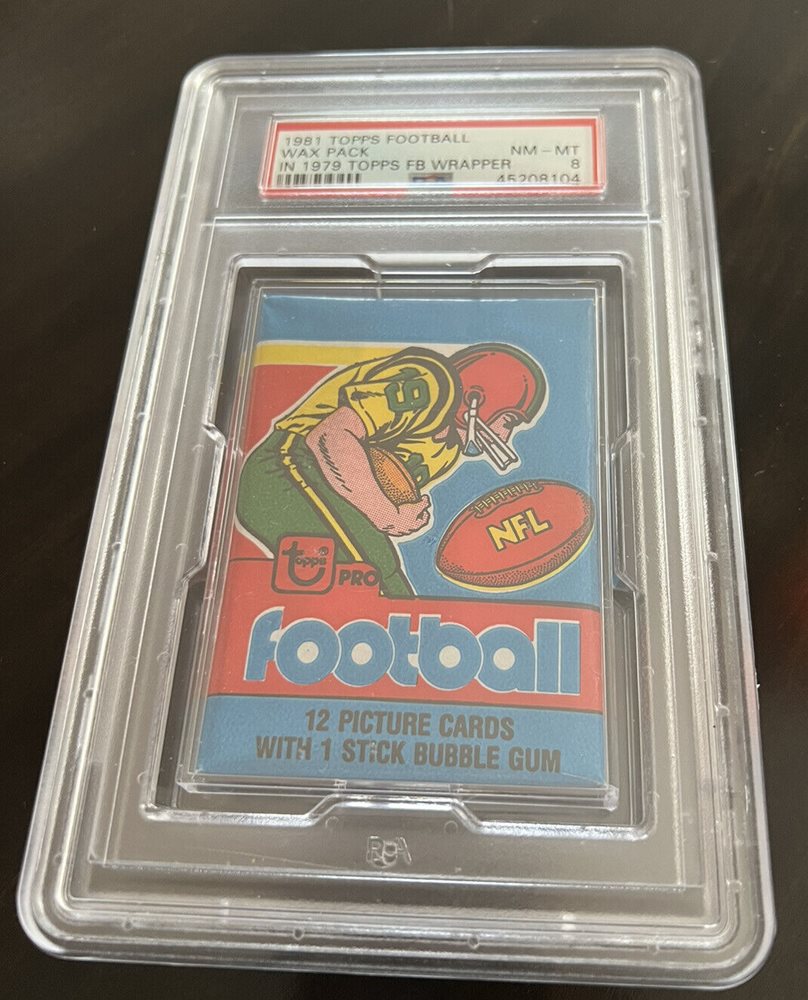 1981 TOPPS FOOTBALL
WAX PACK NM - MT
IN 1979 TOPPS FB WRAPPER 8
45208104
NFL
topps® PRO
football
12 PICTURE CARDS
WITH 1 STICK BUBBLE GUM